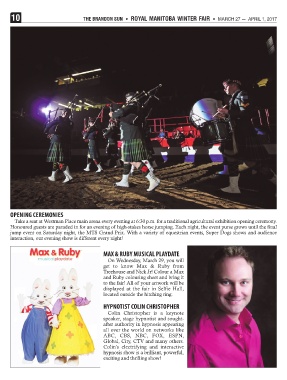 10
THE BRANDON SUN • ROYAL MANITOBA WINTER FAIR • MARCH 27 — APRIL 1, 2017
OPENING CEREMONIES
Take a seat at Westman Place main arena every evening at 6:30 p.m. for a traditional agricultural exhibition opening ceremony.
Honoured guests are paraded in for an evening of high-stakes horse jumping. Each night, the event purse grows until the final
jump event on Saturday night, the MTS Grand Prix. With a variety of equestrian events, Super Dogs shows and audience
interaction, our evening show is different every night!
Max & Ruby
MAX & RUBY MUSICAL PLAYDATE
On Wednesday, March 29, you will
get to know Max & Ruby from
Treehouse and Nick Jr! Colour a Max
and Ruby colouring sheet and bring it
to the fair! All of your artwork will be
displayed at the fair in
located outside the hitching ring.
HYPNOTIST COLIN CHRISTOPHER
Colin Christopher is a keynote
speaker, stage hypnotist and sought-
after authority in hypnosis appearing
all over the world on networks like
ABC, CBS, NBC, FOX, ESPN,
Global, City, CTV and many others.
Colin's electrifying and interactive
hypnosis show is a brilliant, powerful,
exciting and thrilling show!